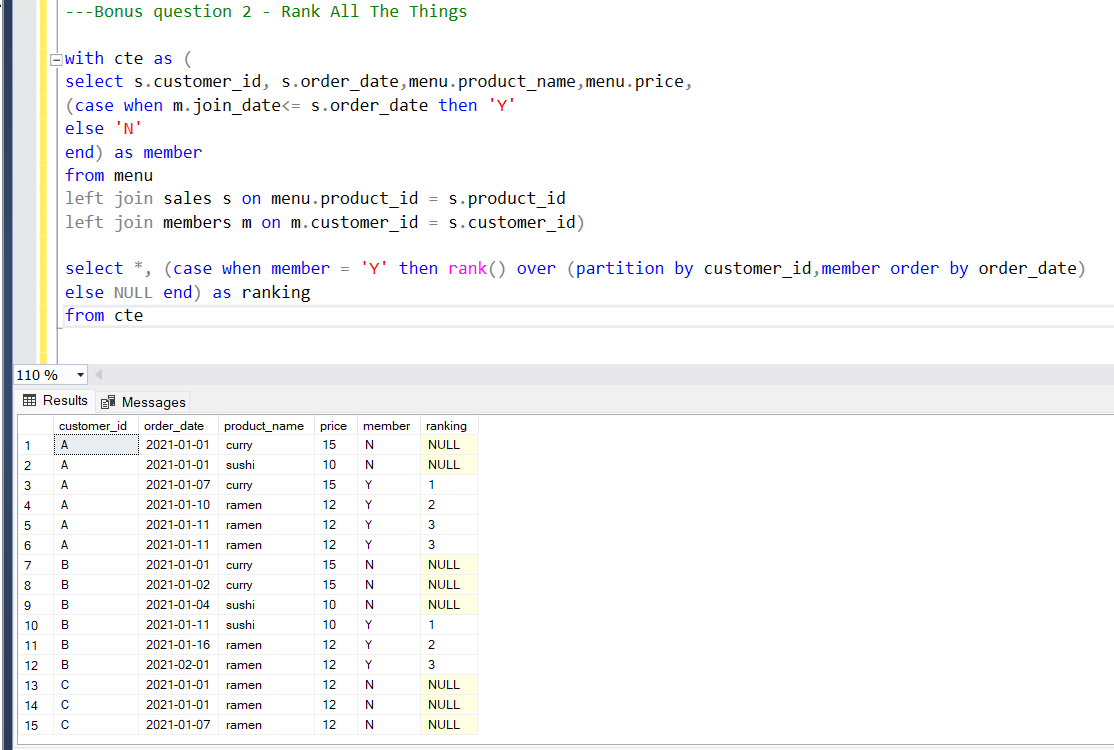 ---Bonus question 2 - Rank All The Things
with cte as (
select s.customer_id, s.order_date,menu.product_name,menu.price,
(case when m.join_date<= s.order_date then 'Y'
else 'N'
end) as member
from menu
left join sales s on menu.product_id = s.product_id
left join members m on m.customer_id = s.customer_id)
select *, (case when member = 'Y' then rank() over (partition by customer_id,member order by order_date)
else NULL end) as ranking
from cte
110 %
Results Messages
customer_id order_date product_name price member ranking
1 A 2021-01-01 curry 15 N NULL
2 A 2021-01-01 sushi 10 N NULL
3 A 2021-01-07 curry 15 Y 1
4 A 2021-01-10 ramen 12 Y 2
5 A 2021-01-11 ramen 12 Y 3
6 A 2021-01-11 ramen 12 Y 3
7 B 2021-01-01 curry 15 N NULL
8 B 2021-01-02 curry 15 N NULL
9 B 2021-01-04 sushi 10 N NULL
10 B 2021-01-11 sushi 10 Y 1
11 B 2021-01-16 ramen 12 Y 2
12 B 2021-02-01 ramen 12 Y 3
13 C 2021-01-01 ramen 12 N NULL
14 C 2021-01-01 ramen 12 N NULL
15 C 2021-01-07 ramen 12 N NULL